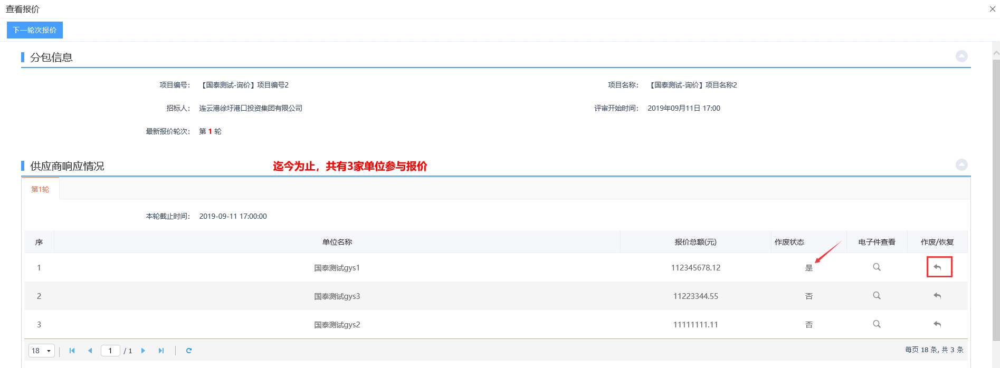 查看报价
下一轮次报价
分包信息
项目编号： 【国泰测试-询价】项目编号2 项目名称： 【国泰测试-询价】项目名称2
招标人： 连云港徐圩港口投资集团有限公司 评审开始时间： 2019年09月11日 17:00
最新报价轮次： 第 1 轮
供应商响应情况 迄今为止，共有3家单位参与报价
第1轮
本轮截止时间： 2019-09-11 17:00:00
序 单位名称 报价总额(元) 作废状态 电子件查看 作废/恢复
1 国泰测试gys1 112345678.12 是
2 国泰测试gys3 11223344.55 否
3 国泰测试gys2 11111111.11 否
18 1 / 1 每页 18 条, 共 3 条